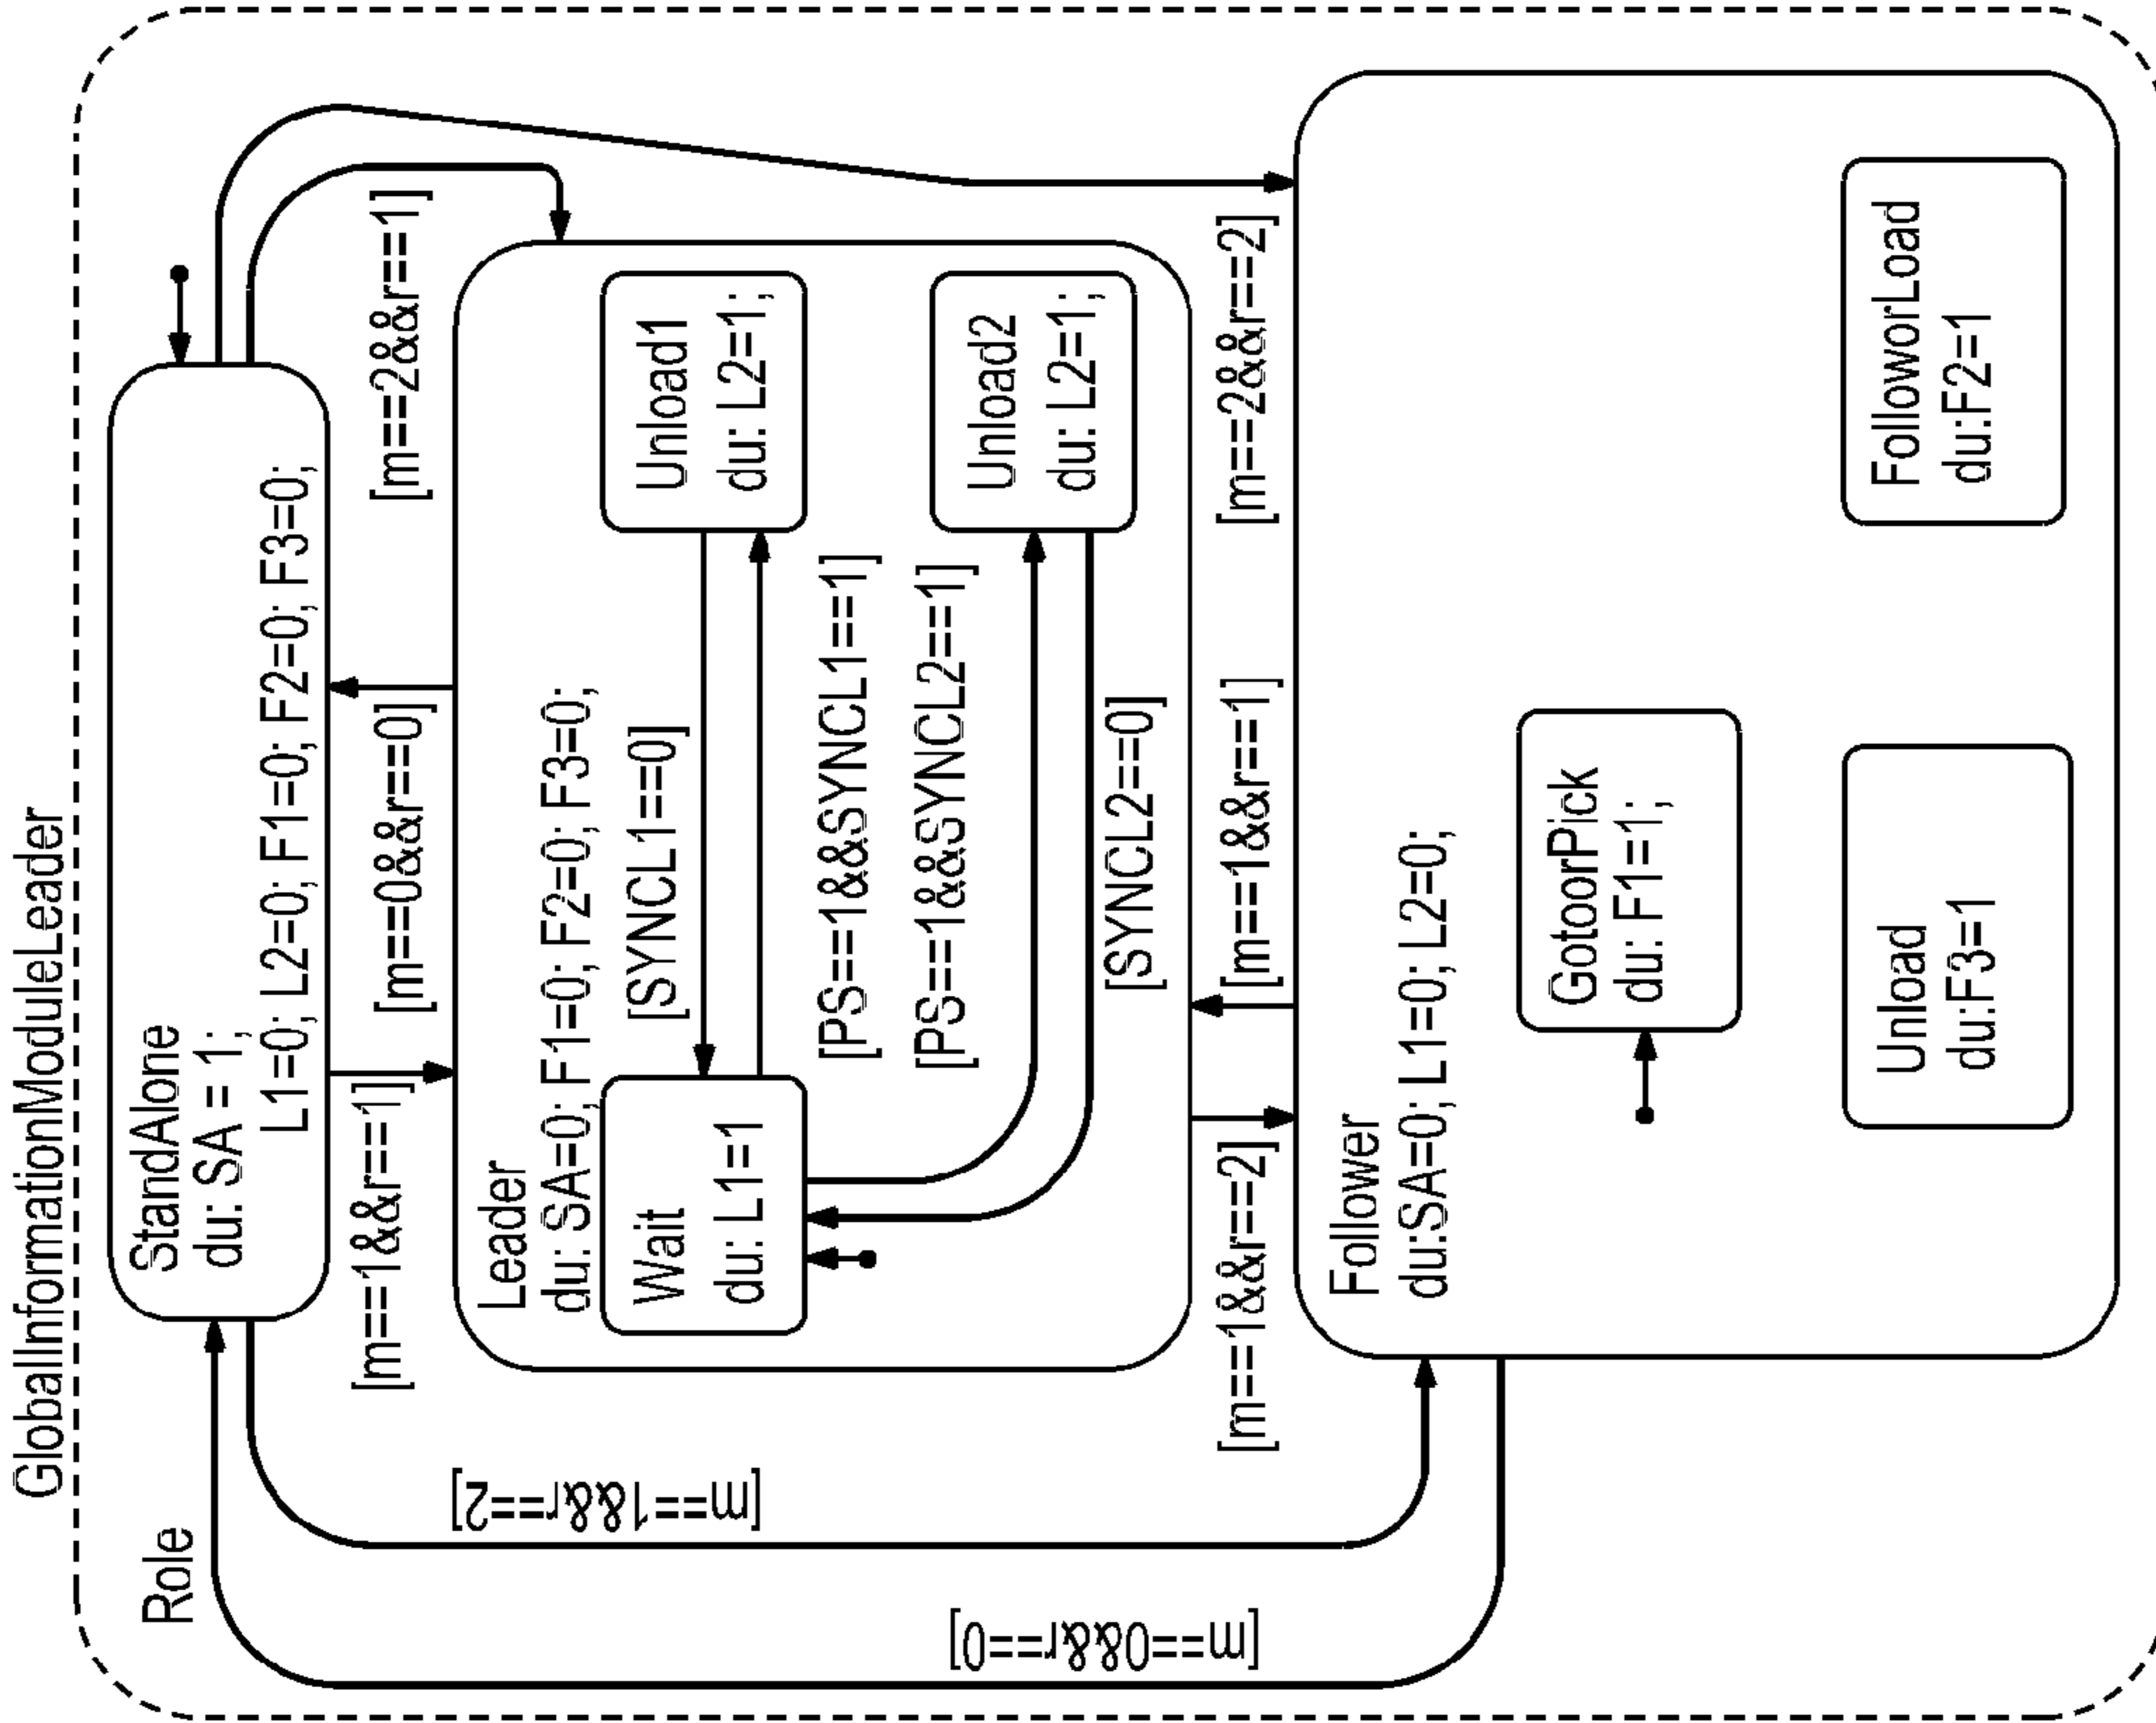 GlobalInformationModuleLeader
Role
StandAlone
du: SA = 1;
L1=0; L2=0; F1=0; F2=0; F3=0;
[m==1&&r==1]
[m==0&&r==0]
[m==2&&r==1]
Leader
du: SA=0; F1=0; F2=0; F3=0;
Wait
du: L1=1
[SYNCL1==0]
Unload1
du: L2=1;
[PS==1&&SYNCL1==1]
[PS==1&&SYNCL2==1]
Unload2
du: L2=1;
[SYNCL2==0]
[m==1&&r==2]
[m==0&&r==0]
[m==1&&r==2]
[m==1&&r==1]
[m==2&&r==2]
Follower
du:SA=0; L1=0; L2=0;
GotoorPick
du: F1=1;
Unload
du:F3=1
FolloworLoad
du:F2=1